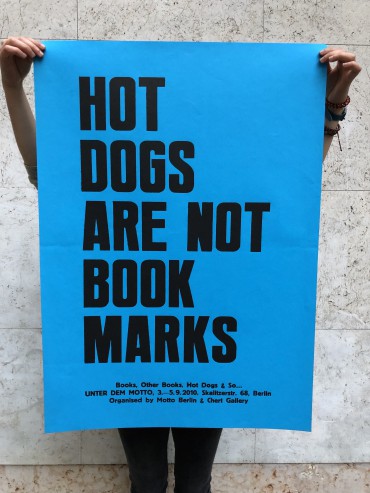 HOT
DOGS
ARE NOT
BOOK
MARKS
Books, Other Books, Hot Dogs & So...
UNTER DEM MOTTO, 3.—5.9.2010, Skalitzerstr. 68, Berlin
Organised by Motto Berlin & Chert Gallery